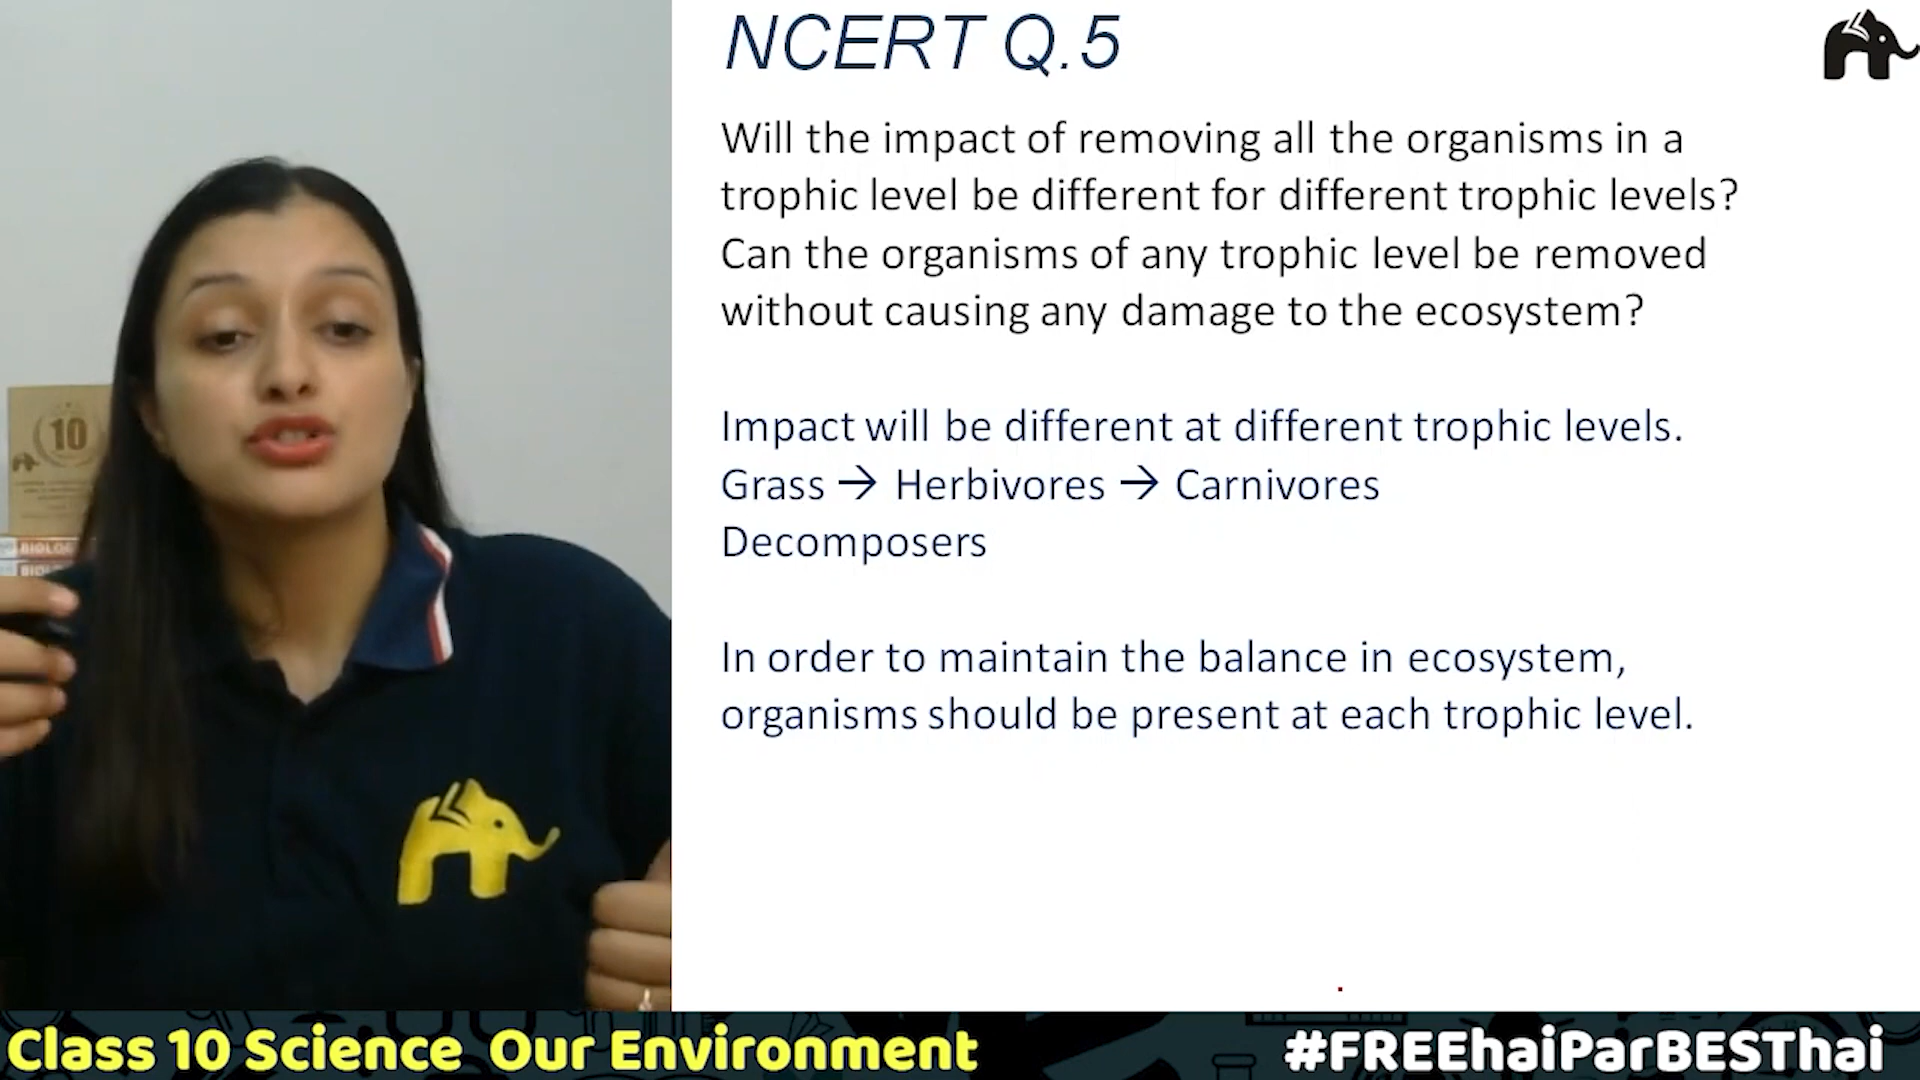 NCERT Q.5
Will the impact of removing all the organisms in a
trophic level be different for different trophic levels?
Can the organisms of any trophic level be removed
without causing any damage to the ecosystem?
Impact will be different at different trophic levels.
Grass → Herbivores → Carnivores
Decomposers
In order to maintain the balance in ecosystem,
organisms should be present at each trophic level.
10
Class 10 Science Our Environment
#FREEhaiParBESThai